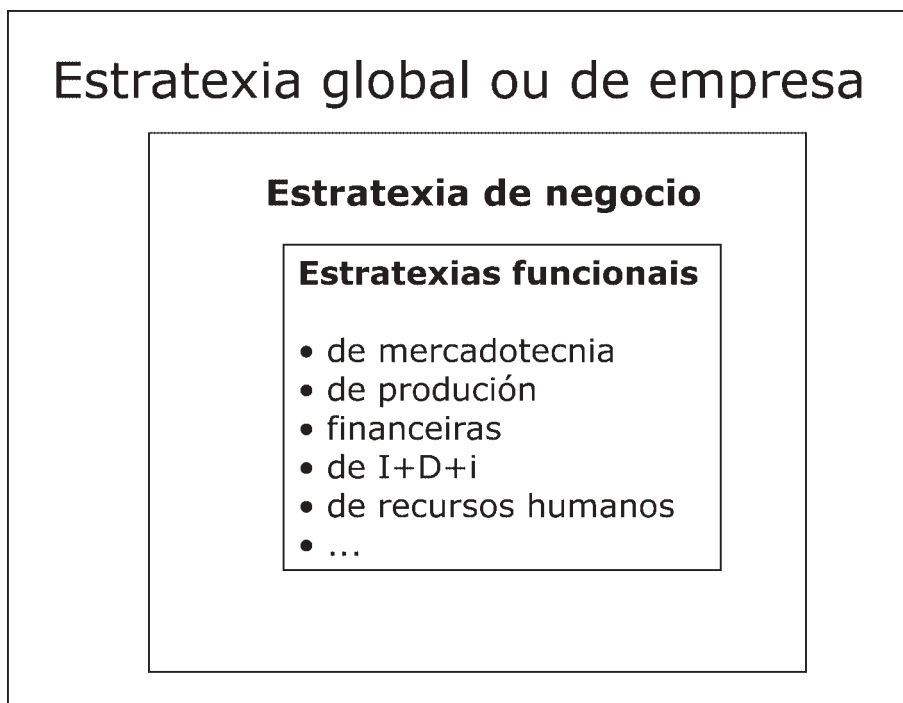 Estratexia global ou de empresa
Estratexia de negocio
Estratexias funcionais
• de mercadotecnia
• de produción
• financeiras
• de I+D+i
• de recursos humanos
• ...